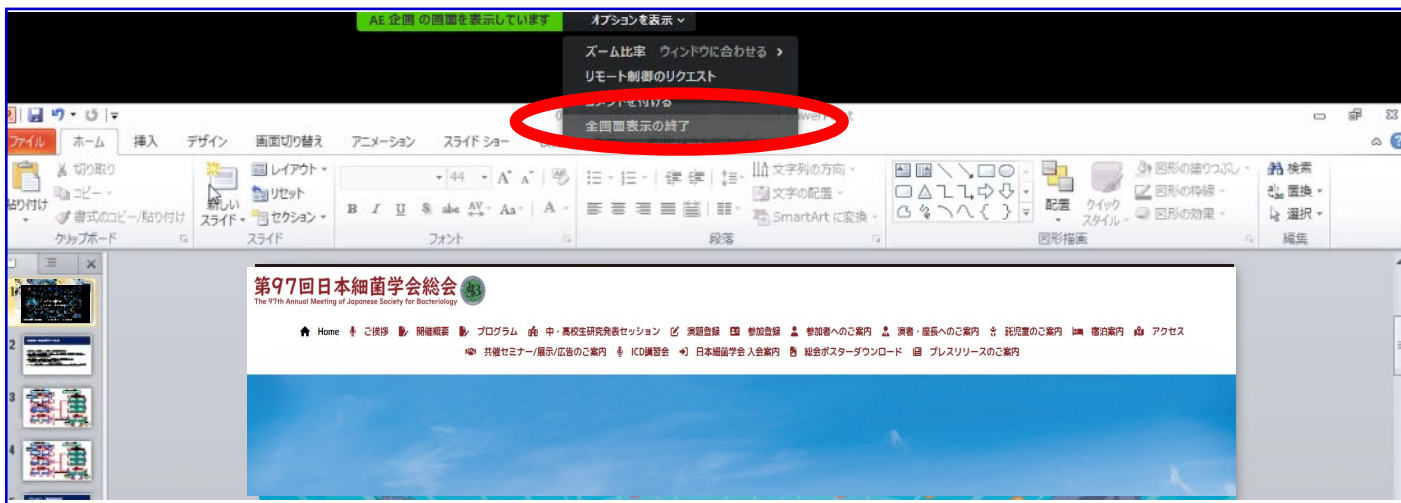 AE 企画 の画面を表示しています オプションを表示
ズーム比率 ウィンドウに合わせる
リモート制御のリクエスト
コメントを付ける
全画面表示の終了
ファイル ホーム 挿入 デザイン 画面切り替え アニメーション スライド ショー
切り取り
コピー
貼り付け
書式のコピー/貼り付け
クリップボード
新しい
スライド
レイアウト
リセット
セクション
スライド
44
フォント
文字列の方向
文字の配置
SmartArt に変換
段落
配置
クイック
スタイル
図形の塗りつぶし
図形の枠線
図形の効果
図形描画
検索
置換
選択
編集
第97回日本細菌学会総会
The 97th Annual Meeting of Japanese Society for Bacteriology
Home ご挨拶 開催概要 プログラム 中・高校生研究発表セッション 演題登録 参加登録 参加者へのご案内 演者・座長へのご案内 託児室のご案内 宿泊案内 アクセス
共催セミナー/展示/広告のご案内 ICD講習会 日本細菌学会 入会案内 総会ポスターダウンロード プレスリリースのご案内
2
3
4